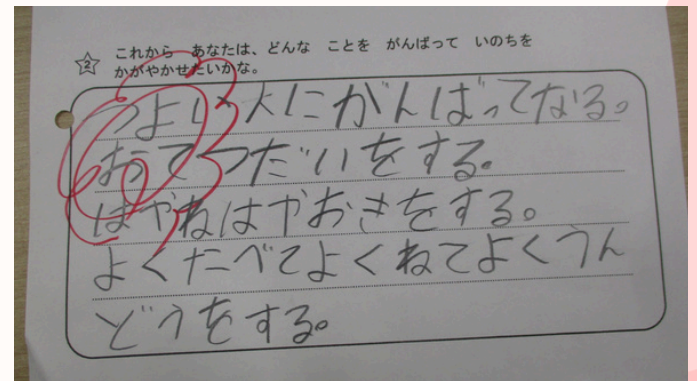 2 これから あなたは、どんな ことを がんばって いのちを
かがやかせたいかな。
つよい人にがんばってなる。
おてつだいをする。
はやねはやおきをする。
よくたべてよくねてよくうん
どうをする。